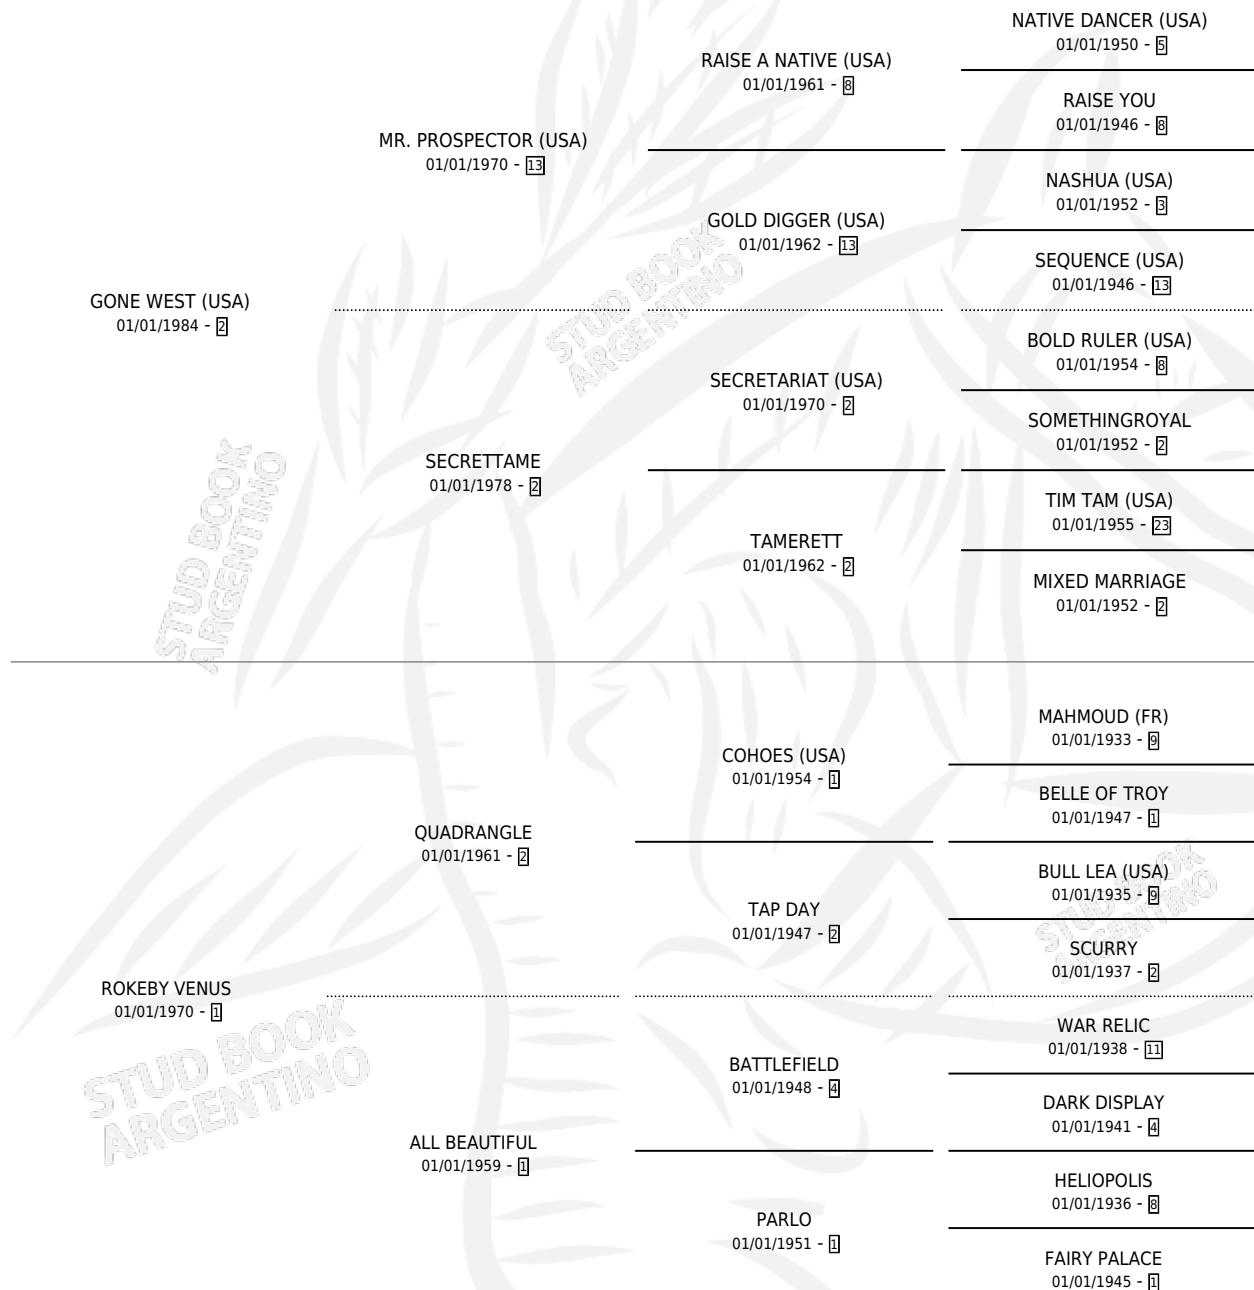 NATIVE DANCER (USA)
01/01/1950 - 5
RAISE A NATIVE (USA)
01/01/1961 - 8
RAISE YOU
01/01/1946 - 8
MR. PROSPECTOR (USA)
01/01/1970 - 13
NASHUA (USA)
01/01/1952 - 3
GOLD DIGGER (USA)
01/01/1962 - 13
SEQUENCE (USA)
01/01/1946 - 13
GONE WEST (USA)
01/01/1984 - 2
STUD BOOK
ARGENTINO
BOLD RULER (USA)
01/01/1954 - 8
SECRETARIAT (USA)
01/01/1970 - 2
SOMETHINGROYAL
01/01/1952 - 2
SECRETTAME
01/01/1978 - 2
TIM TAM (USA)
01/01/1955 - 23
TAMERETT
01/01/1962 - 2
MIXED MARRIAGE
01/01/1952 - 2
STUD BOOK
ARGENTINO
MAHMOUD (FR)
01/01/1933 - 9
COHOES (USA)
01/01/1954 - 1
BELLE OF TROY
01/01/1947 - 1
QUADRANGLE
01/01/1961 - 2
BULL LEA (USA)
01/01/1935 - 9
TAP DAY
01/01/1947 - 2
SCURRY
01/01/1937 - 2
STUD BOOK
ARGENTINO
ROKEBY VENUS
01/01/1970 - 1
WAR RELIC
01/01/1938 - 11
BATTLEFIELD
01/01/1948 - 4
DARK DISPLAY
01/01/1941 - 4
STUD BOOK
ARGENTINO
ALL BEAUTIFUL
01/01/1959 - 1
HELIOPOLIS
01/01/1936 - 8
PARLO
01/01/1951 - 1
FAIRY PALACE
01/01/1945 - 1